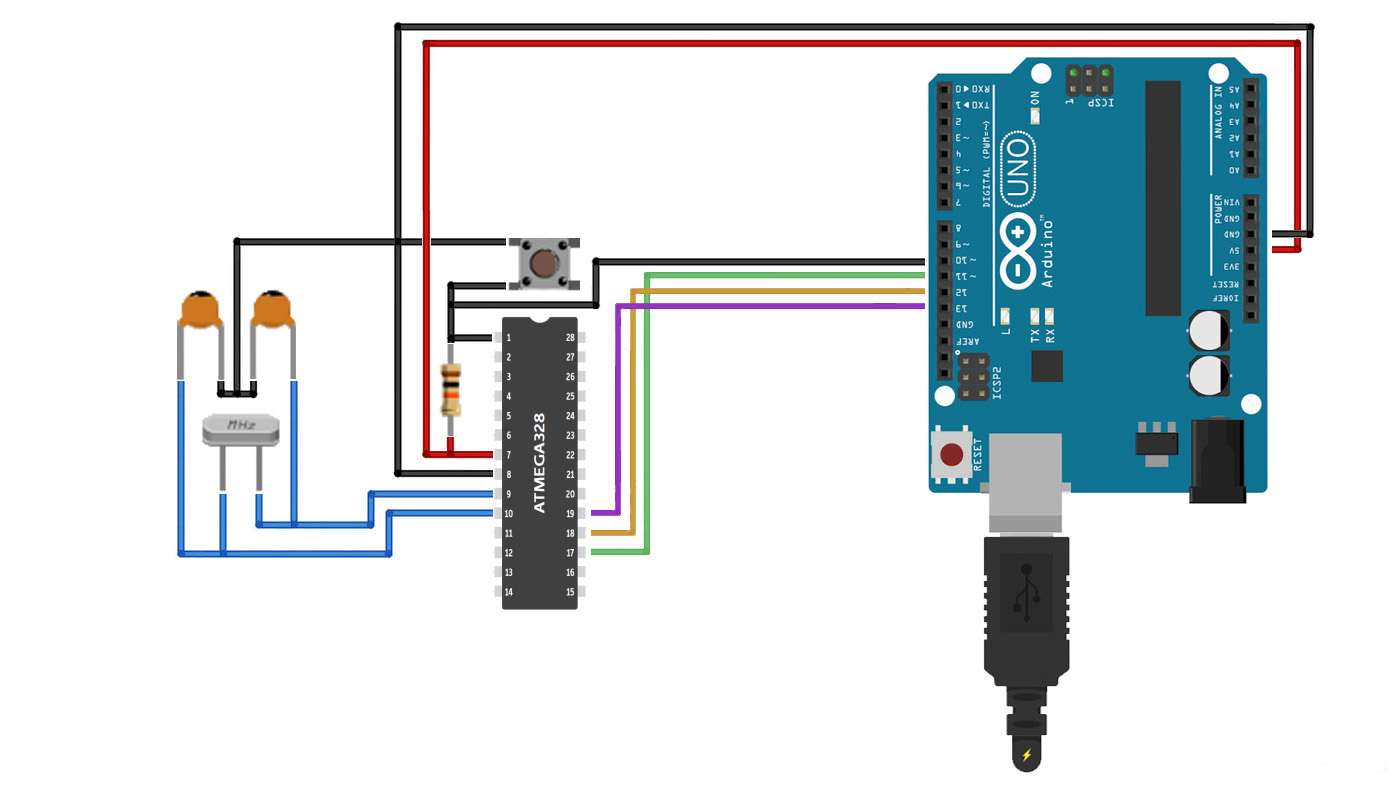 MHz
ATMEGA328
1
2
3
4
5
6
7
8
9
10
11
12
13
14
28
27
26
25
24
23
22
21
20
19
18
17
16
15
0◄RXD
1►TXD
2
3~
4
5~
6~
7
8
9~
10~
11~
12
13
GND
AREF
DIGITAL (PWM=~)
ON
1
ICSP
UNO
Arduino™
L
TX
RX
ICSP2
RESET
ANALOG IN
A5
A4
A3
A2
A1
A0
POWER
VIN
GND
GND
5V
3V3
RESET
IOREF